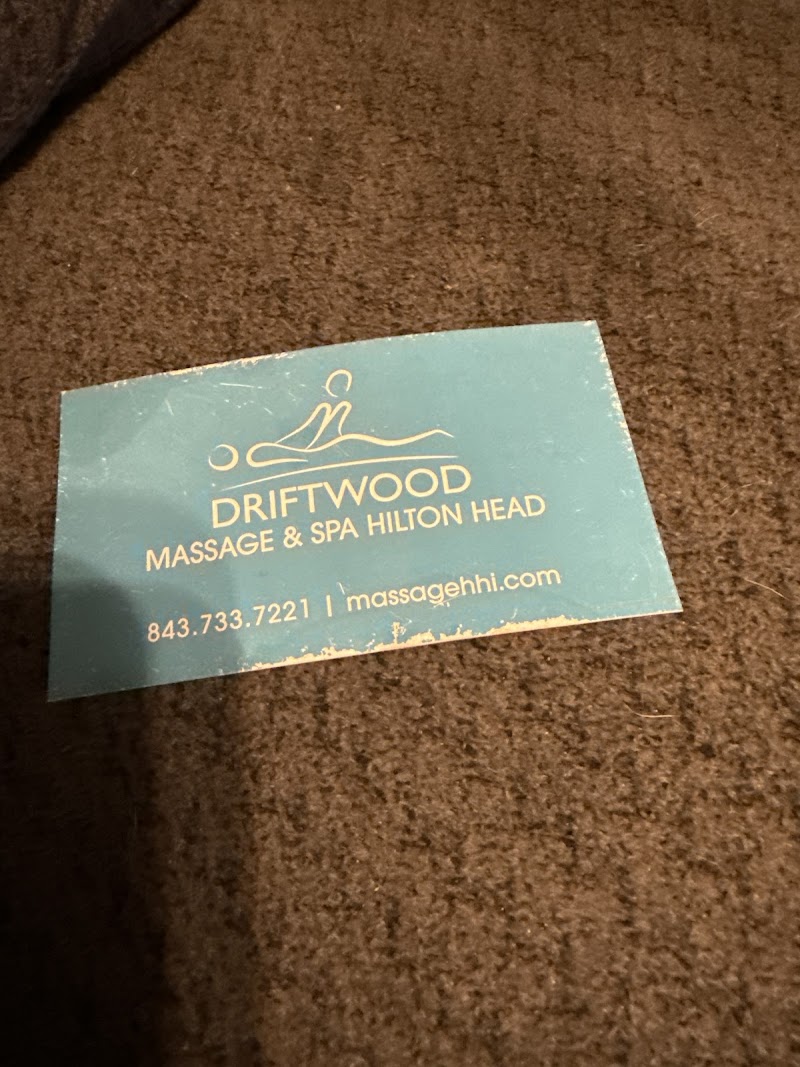 DRIFTWOOD
MASSAGE & SPA HILTON HEAD
843.733.7221 | massagehhi.com